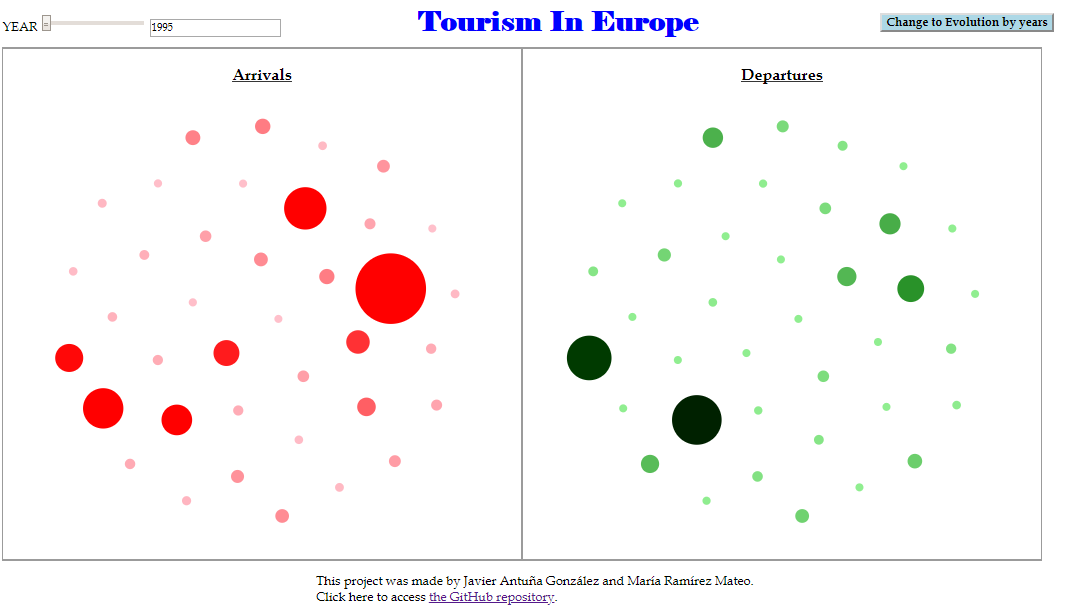 YEAR 1995
Tourism In Europe
Change to Evolution by years
Arrivals
Departures
This project was made by Javier Antuña González and María Ramírez Mateo.
Click here to access the GitHub repository.